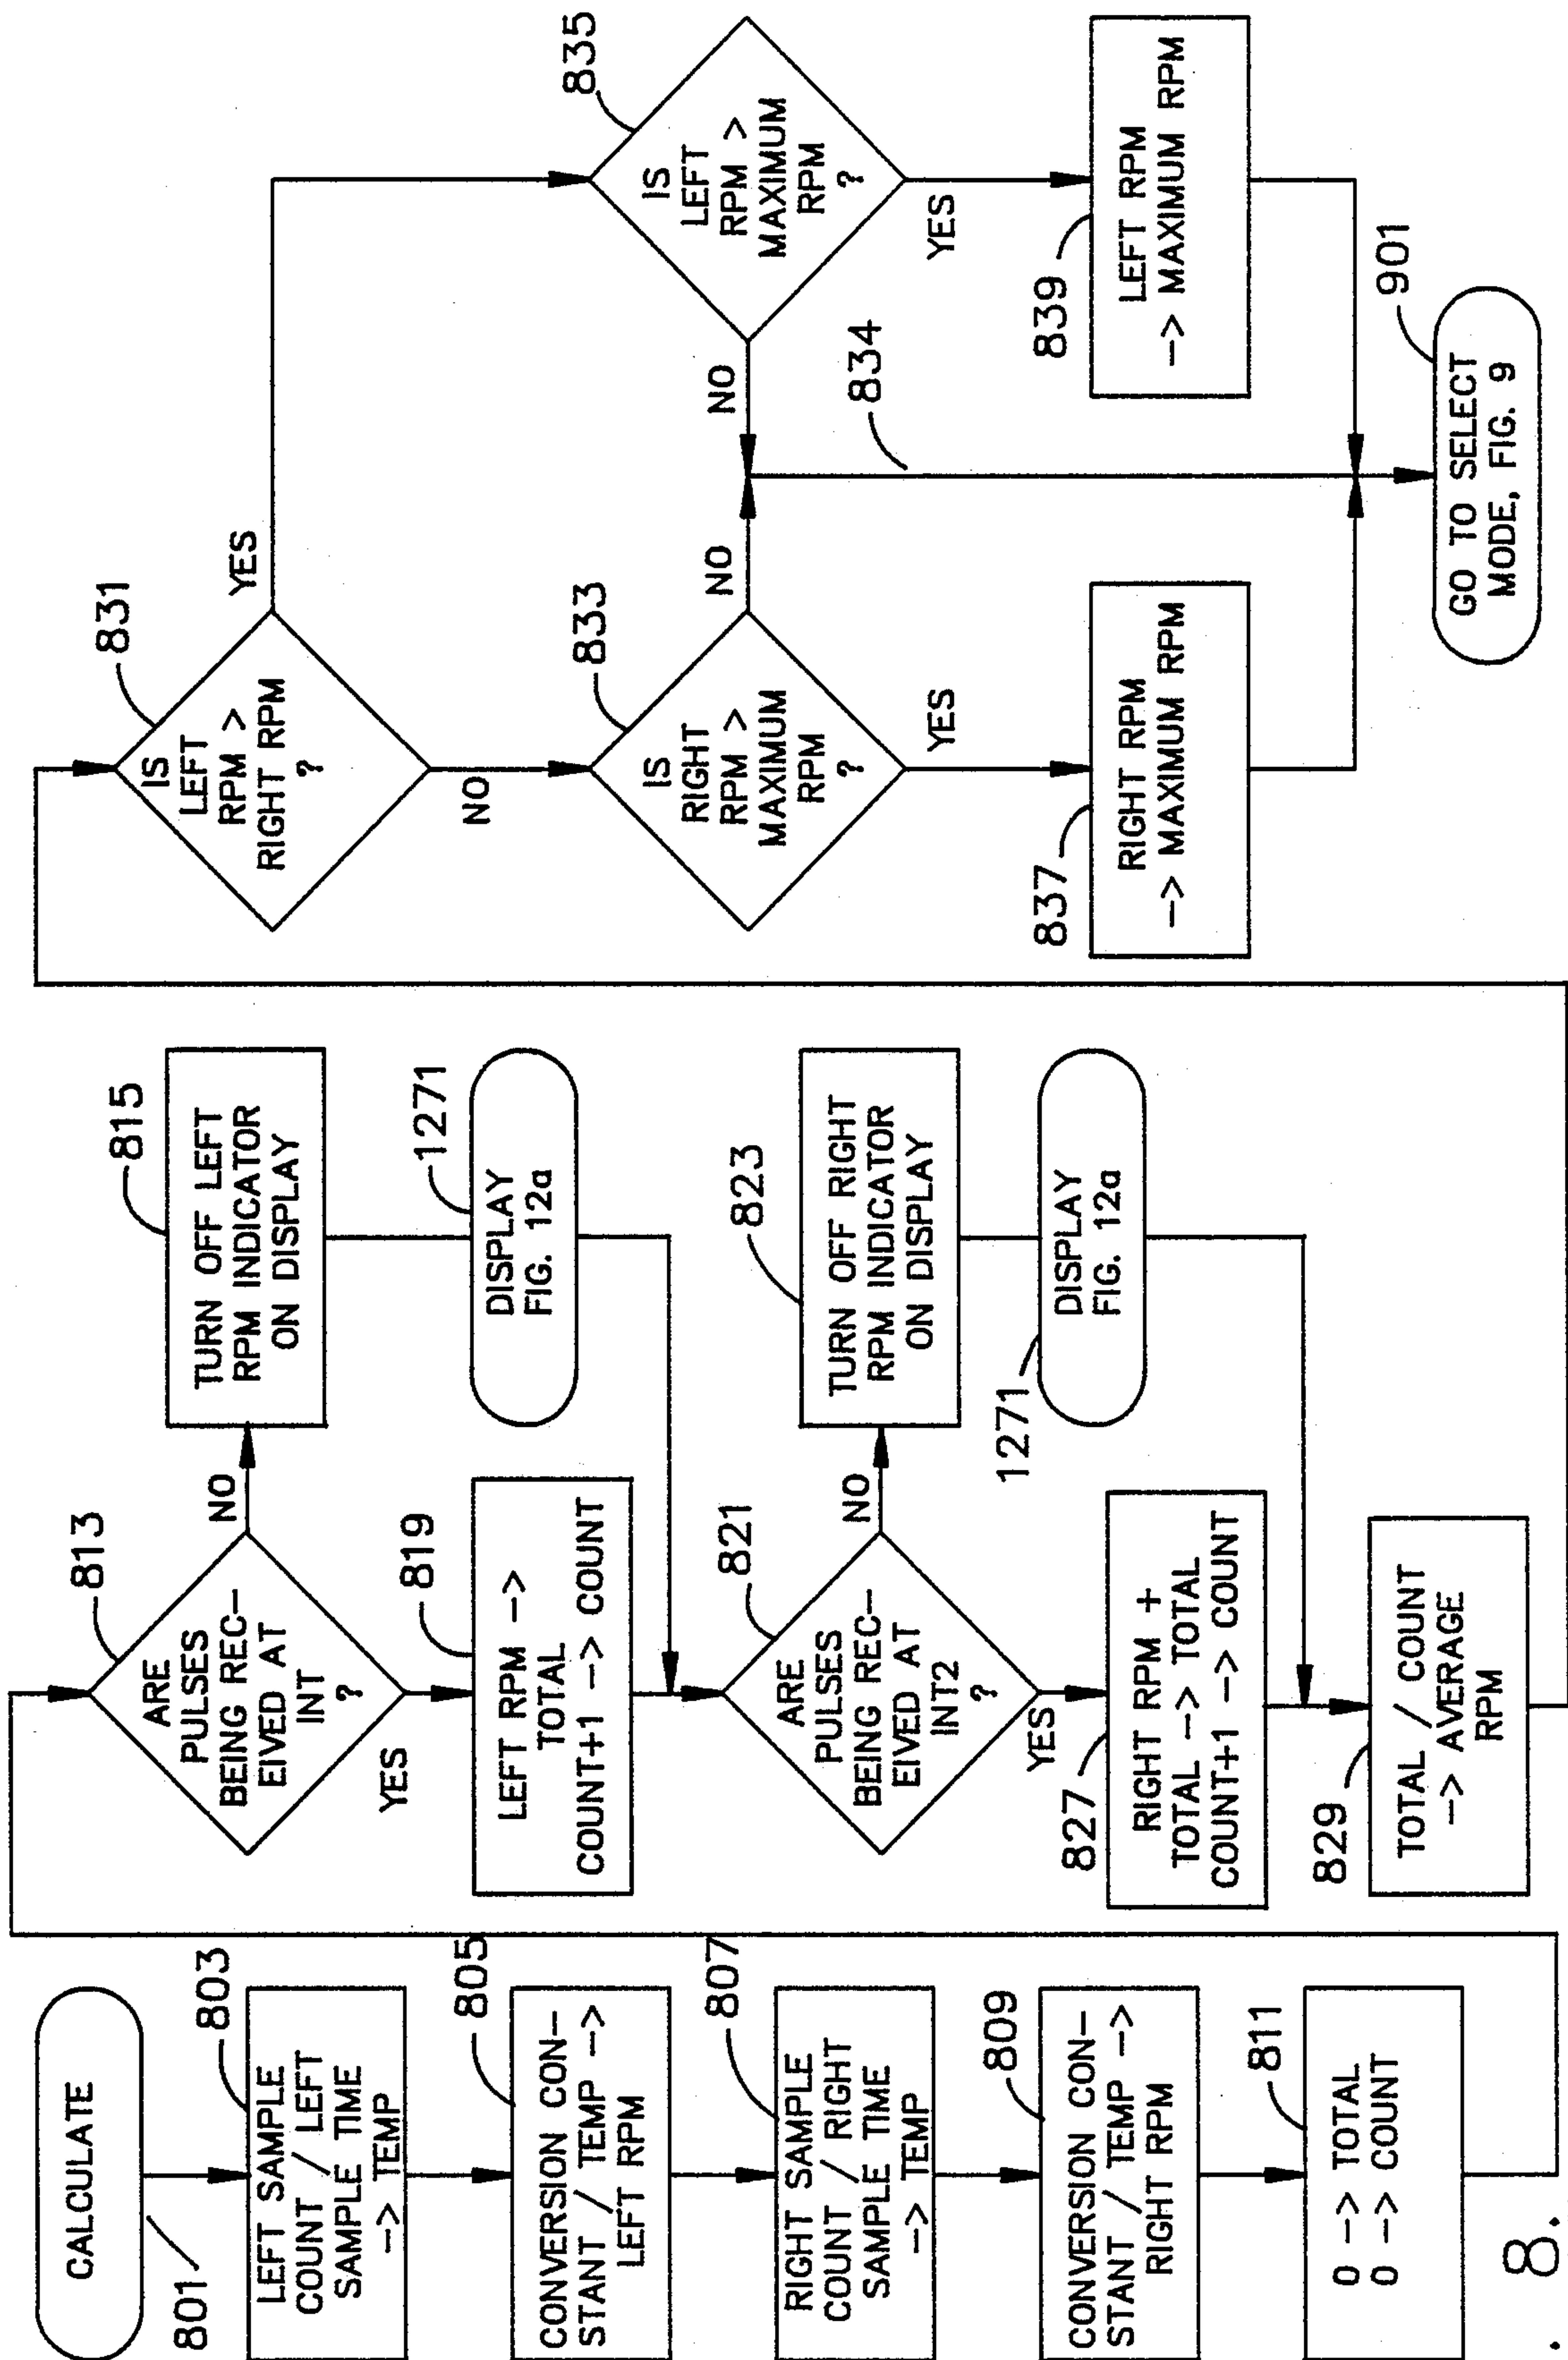 CALCULATE
801
LEFT SAMPLE
COUNT / LEFT
SAMPLE TIME
-> TEMP
803
CONVERSION CON-
STANT / TEMP ->
LEFT RPM
805
RIGHT SAMPLE
COUNT / RIGHT
SAMPLE TIME
-> TEMP
807
CONVERSION CON-
STANT / TEMP ->
RIGHT RPM
809
0 -> TOTAL
0 -> COUNT
811
ARE
PULSES
BEING REC-
EIVED AT
INT
?
813
NO
YES
TURN OFF LEFT
RPM INDICATOR
ON DISPLAY
815
DISPLAY
FIG. 12a
1271
LEFT RPM ->
TOTAL
COUNT+1 -> COUNT
819
ARE
PULSES
BEING REC-
EIVED AT
INT2
?
821
NO
YES
TURN OFF RIGHT
RPM INDICATOR
ON DISPLAY
823
DISPLAY
FIG. 12a
1271
RIGHT RPM +
TOTAL -> TOTAL
COUNT+1 -> COUNT
827
TOTAL / COUNT
-> AVERAGE
RPM
829
IS
LEFT
RPM >
RIGHT RPM
?
831
YES
NO
IS
RIGHT
RPM >
MAXIMUM
RPM
?
833
NO
YES
IS
LEFT
RPM >
MAXIMUM
RPM
?
835
NO
YES
834
RIGHT RPM
-> MAXIMUM RPM
837
LEFT RPM
-> MAXIMUM RPM
839
GO TO SELECT
MODE, FIG. 9
901
. 8.